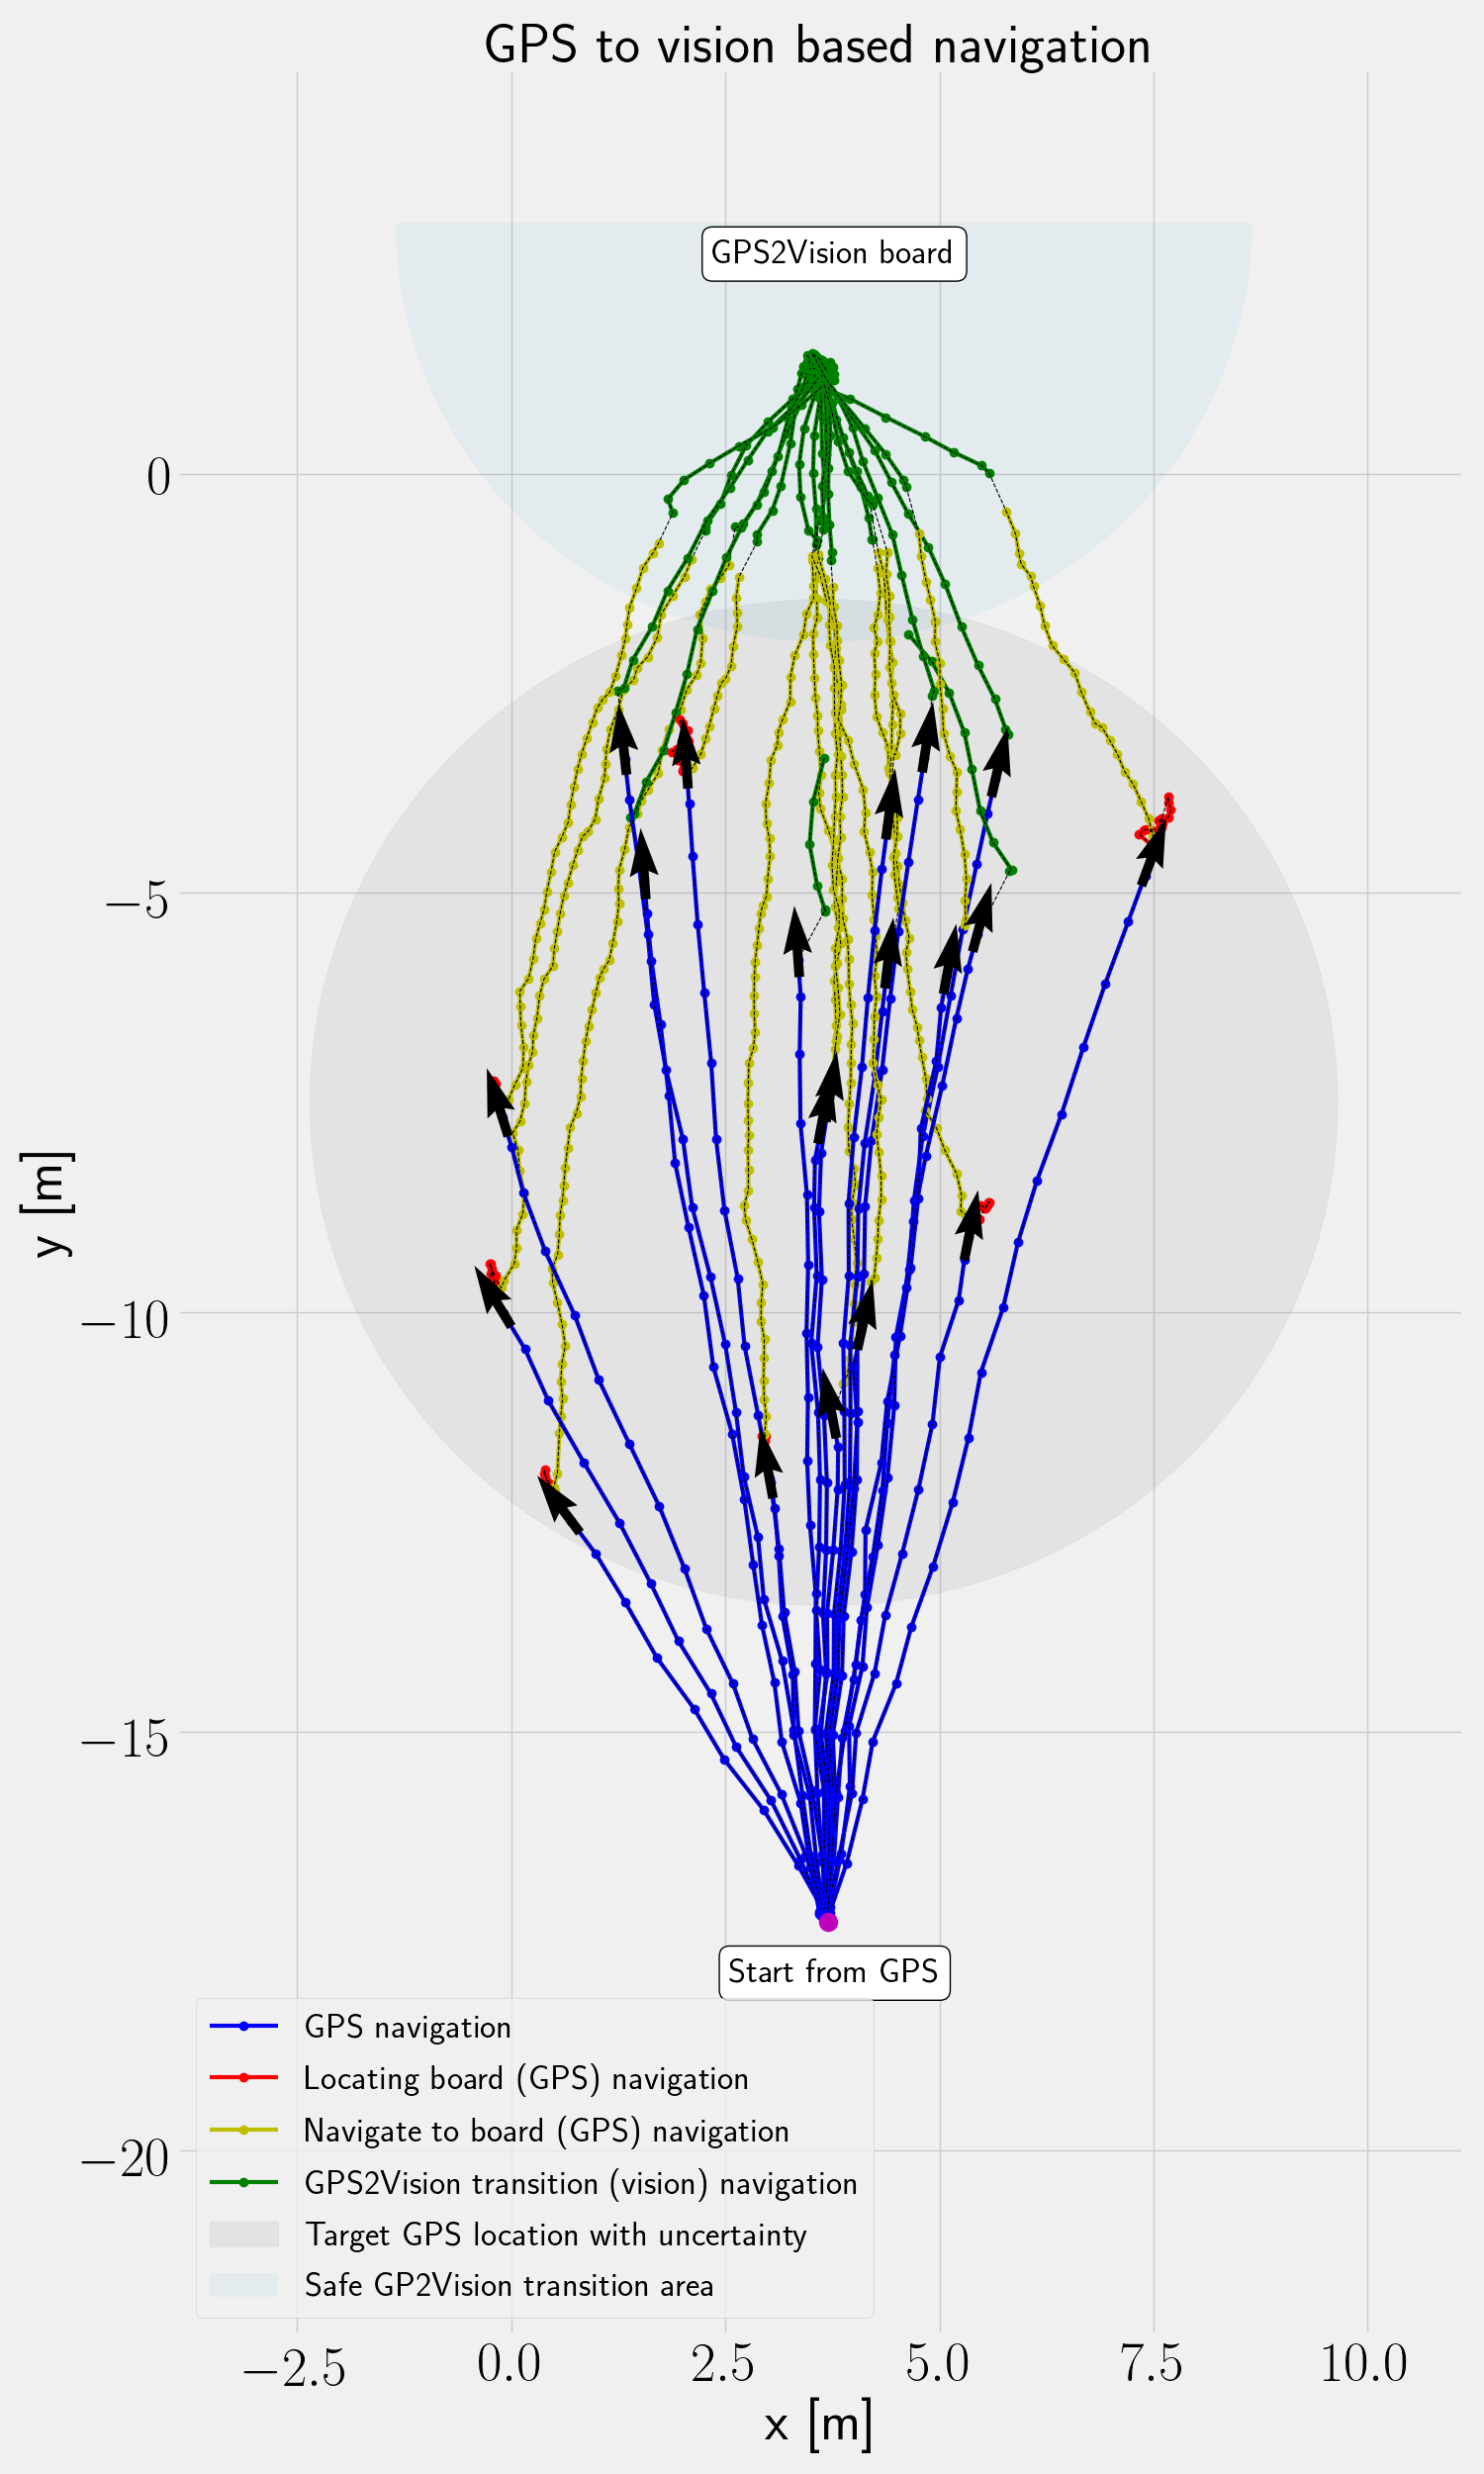 GPS to vision based navigation
GPS2Vision board
0
−5
−10
−15
−20
y [m]
Start from GPS
GPS navigation
Locating board (GPS) navigation
Navigate to board (GPS) navigation
GPS2Vision transition (vision) navigation
Target GPS location with uncertainty
Safe GP2Vision transition area
−2.5 0.0 2.5 5.0 7.5 10.0
x [m]